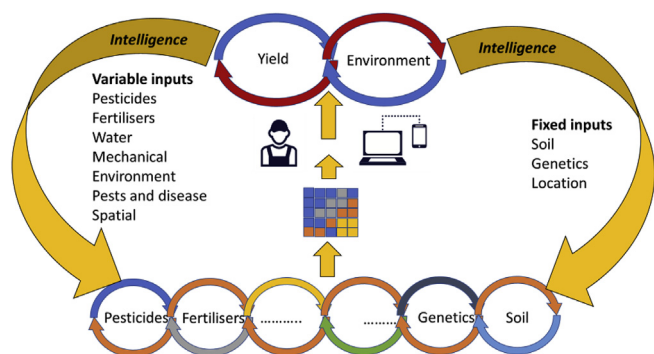 Intelligence
Yield
Environment
Intelligence
Variable inputs
Pesticides
Fertilisers
Water
Mechanical
Environment
Pests and disease
Spatial
Fixed inputs
Soil
Genetics
Location
Pesticides
Fertilisers
..........
..........
Genetics
Soil